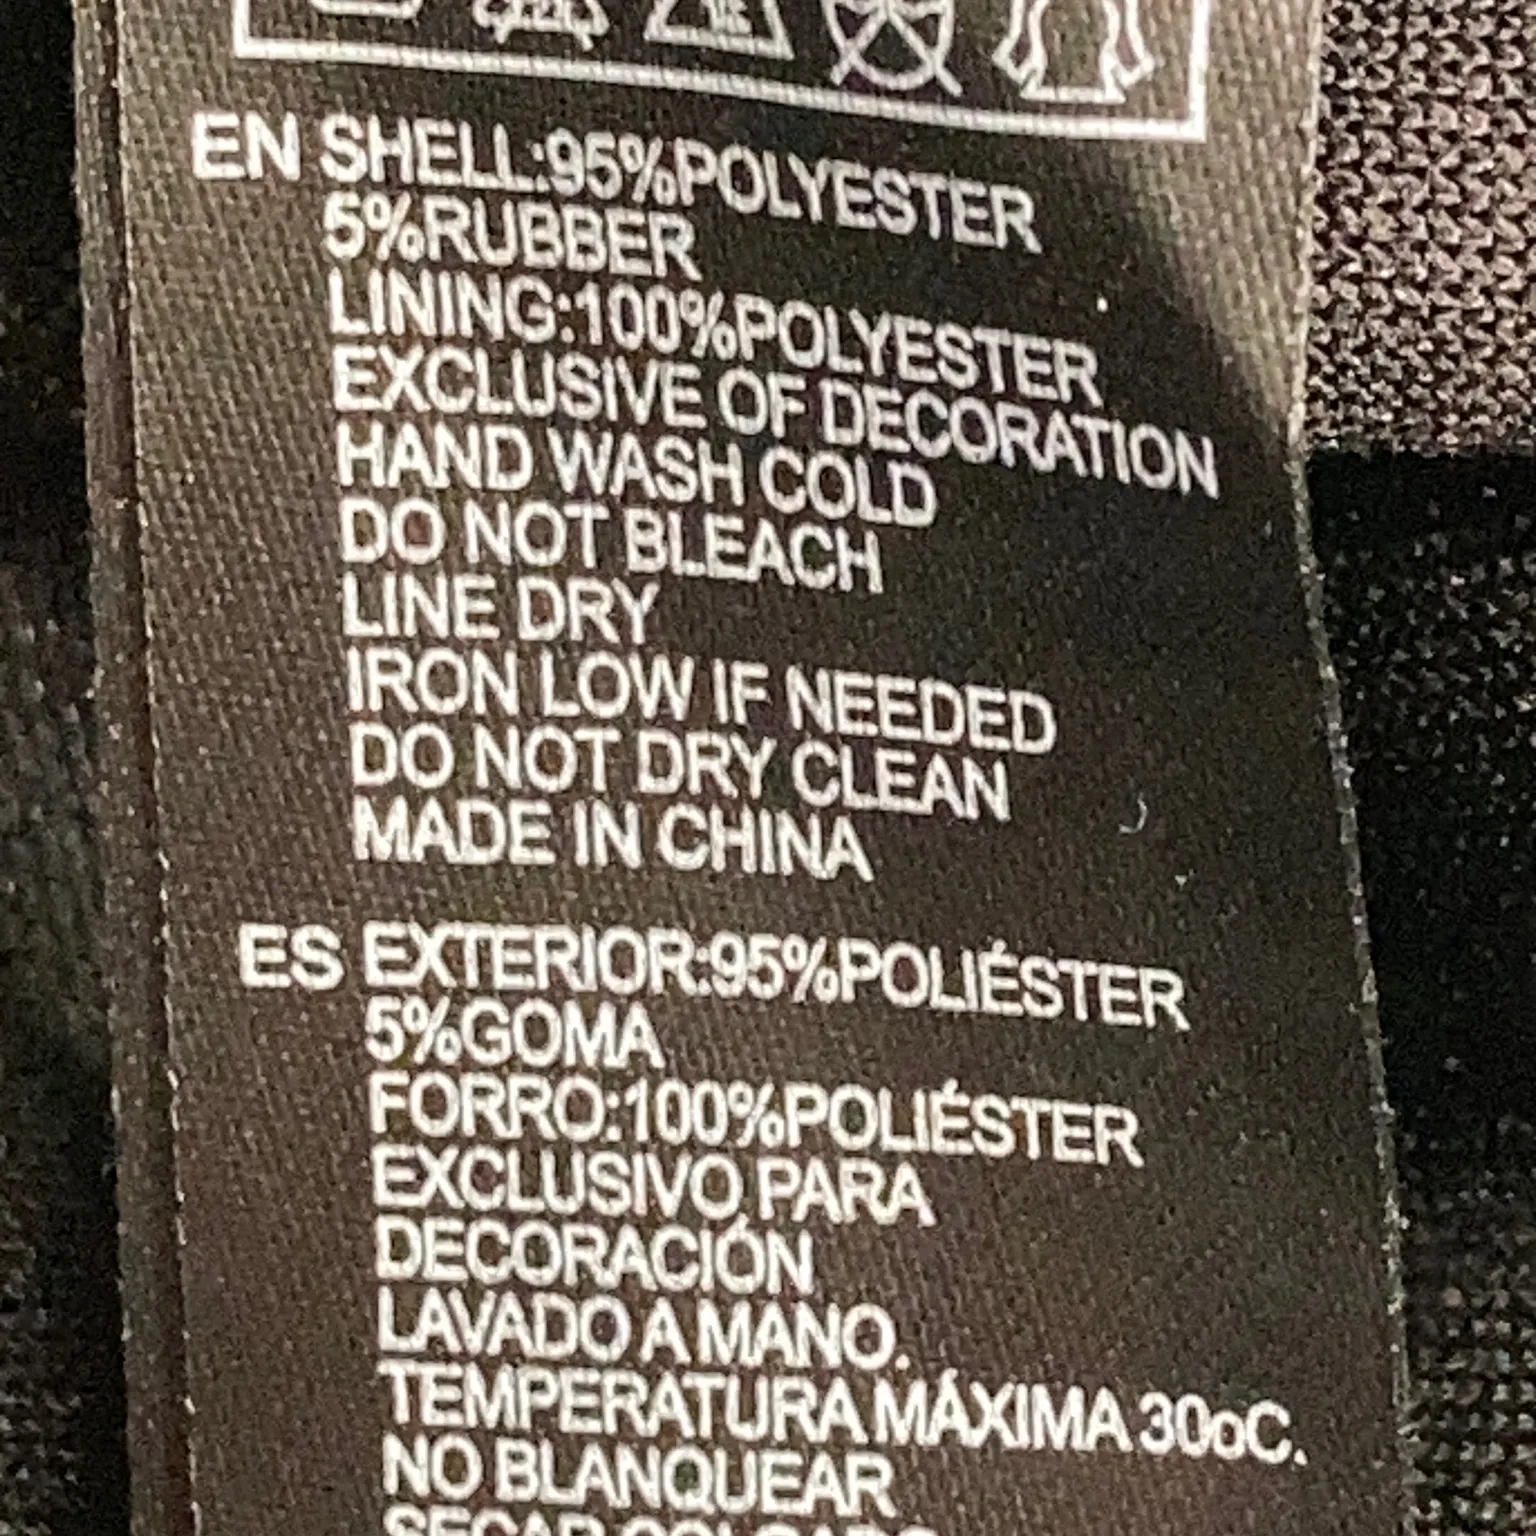 EN SHELL:95%POLYESTER
5%RUBBER
LINING:100%POLYESTER
EXCLUSIVE OF DECORATION
HAND WASH COLD
DO NOT BLEACH
LINE DRY
IRON LOW IF NEEDED
DO NOT DRY CLEAN
MADE IN CHINA
ES EXTERIOR:95%POLIÉSTER
5%GOMA
FORRO:100%POLIÉSTER
EXCLUSIVO PARA
DECORACIÓN
LAVADO A MANO.
TEMPERATURA MÁXIMA 30oC.
NO BLANQUEAR